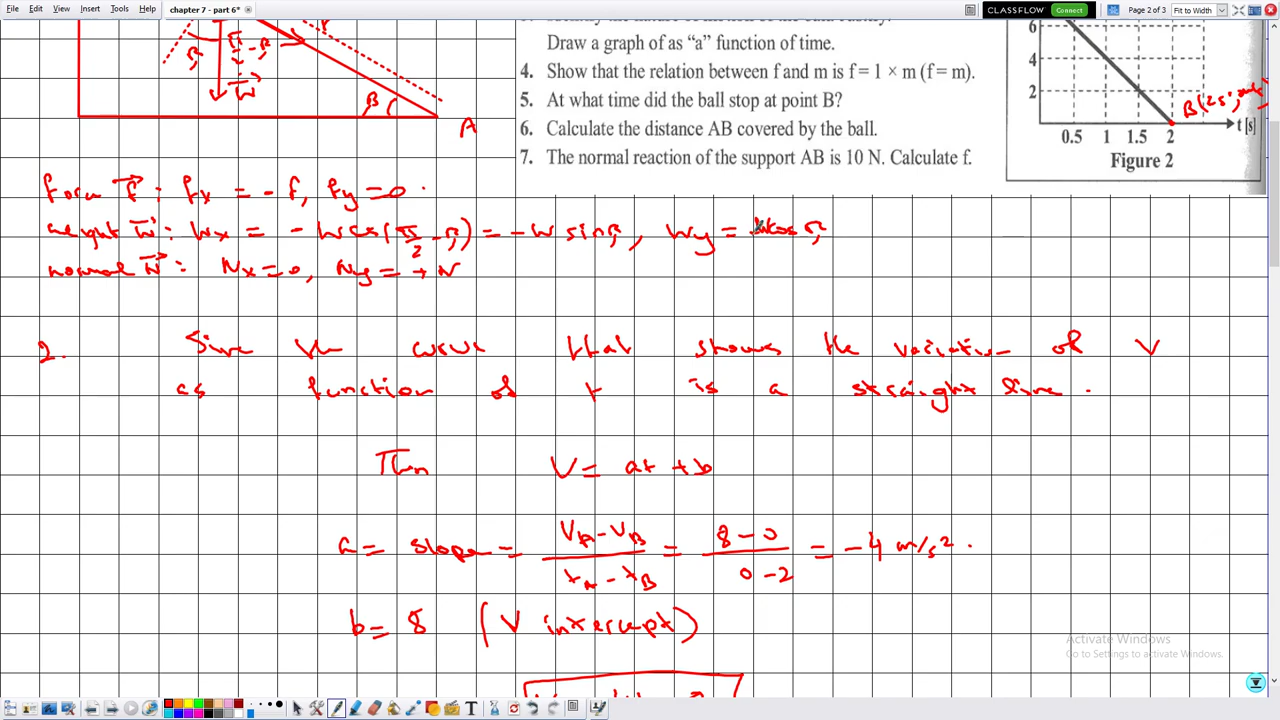 File Edit View Insert Tools Help chapter 7 - part 6* CLASSFLOW Connect Page 2 of 3 Fit to Width
Draw a graph of as “a” function of time.
4. Show that the relation between f and m is f = 1 × m (f = m).
5. At what time did the ball stop at point B?
6. Calculate the distance AB covered by the ball.
7. The normal reaction of the support AB is 10 N. Calculate f.
6
4
2
0.5 1 1.5 2 t [s]
Figure 2
π/2 - β
W
β
A
: fx = - f, fy = 0.
weight W: Wx = - W cos(π/2 - β) = - W sin β, Wy = cos β
normal N: Nx = 0, Ny = + N
2. Since the curve that shows the variation of V
as function of t is a straight line.
Then V = at + b
a = slope = (VA - VB)/(tA - tB) = (8 - 0)/(0 - 2) = -4 m/s².
b = 8 (V intercept)
Activate Windows
Go to Settings to activate Windows.